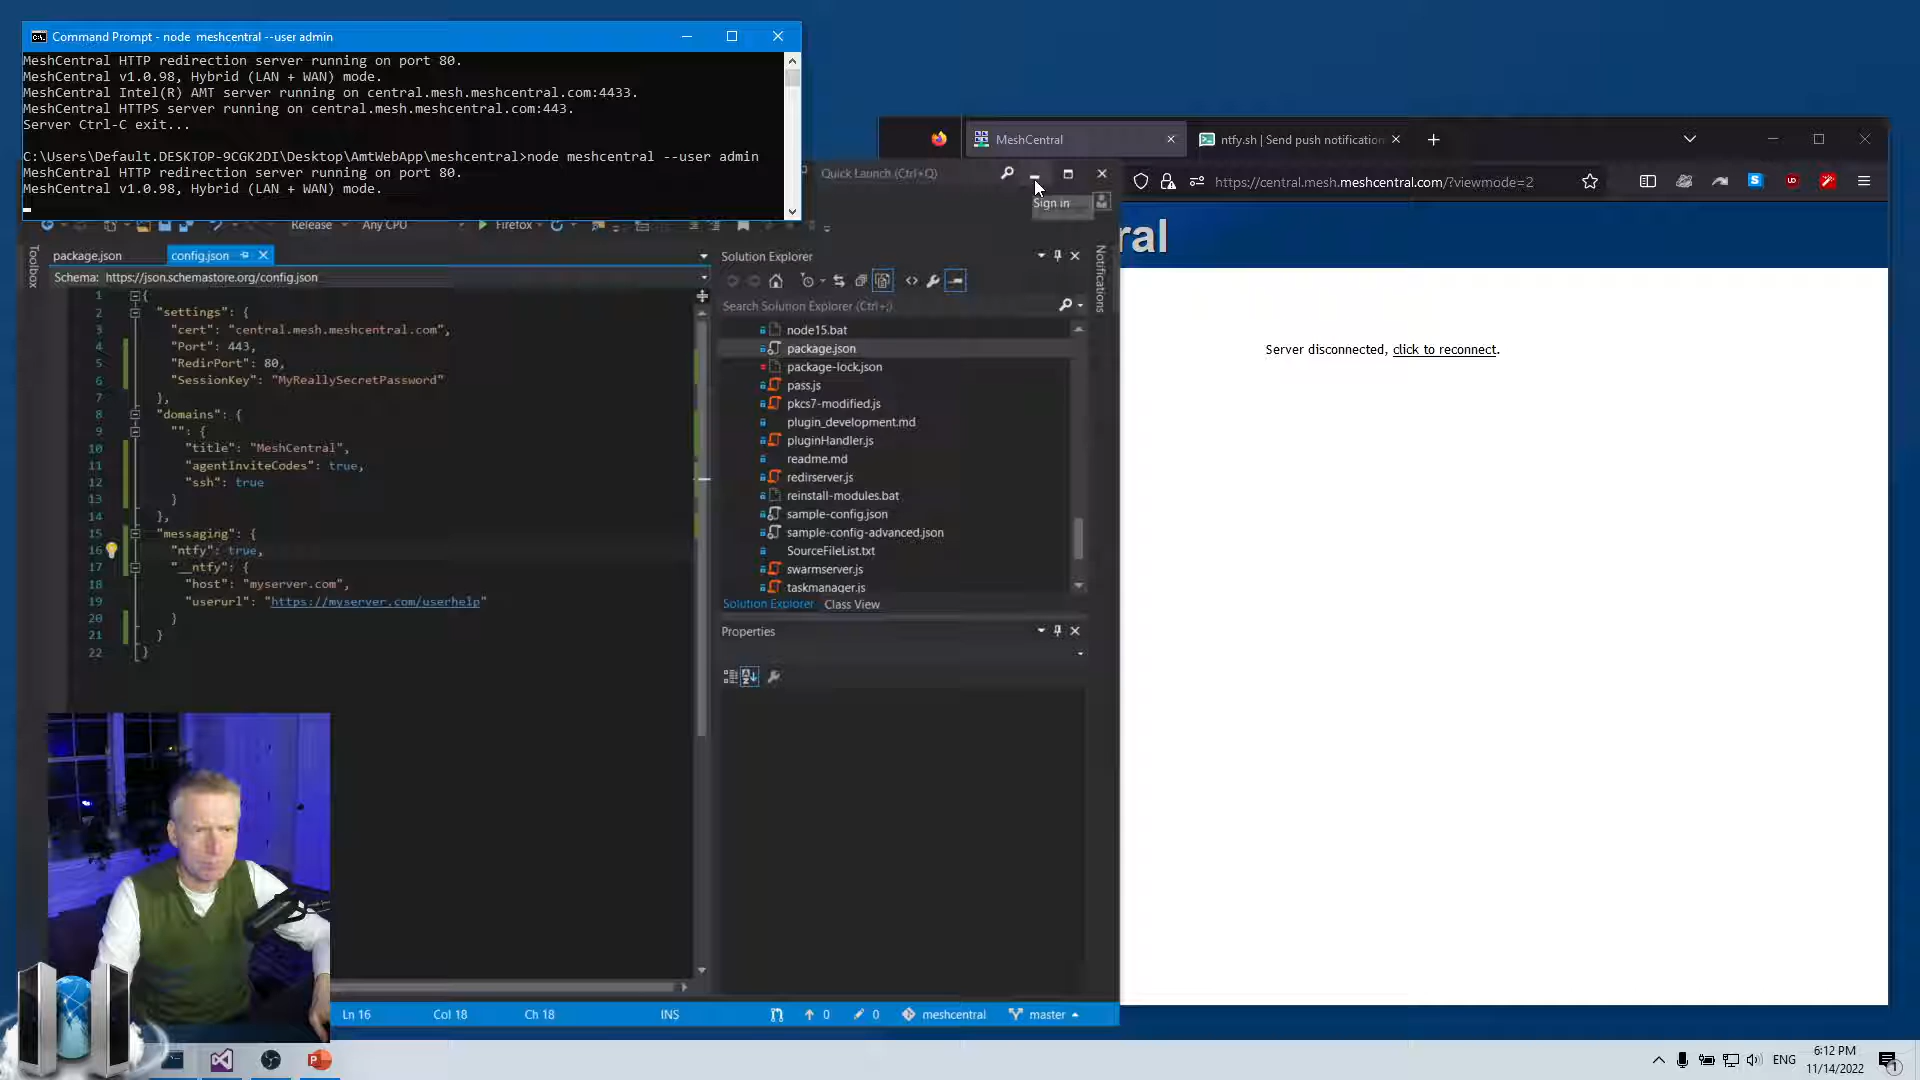 Command Prompt - node  meshcentral --user admin
MeshCentral HTTP redirection server running on port 80.
MeshCentral v1.0.98, Hybrid (LAN + WAN) mode.
MeshCentral Intel(R) AMT server running on central.mesh.meshcentral.com:4433.
MeshCentral HTTPS server running on central.mesh.meshcentral.com:443.
Server Ctrl-C exit...
C:\Users\Default.DESKTOP-9CGK2DI\Desktop\AmtWebApp\meshcentral>node meshcentral --user admin
MeshCentral HTTP redirection server running on port 80.
MeshCentral v1.0.98, Hybrid (LAN + WAN) mode.
MeshCentral
ntfy.sh | Send push notification
https://central.mesh.meshcentral.com/?viewmode=2
Quick Launch (Ctrl+Q)
Sign in
ral
Server disconnected, click to reconnect.
Release
Any CPU
Firefox
Toolbox
package.json
config.json
Schema: https://json.schemastore.org/config.json
1 {
2 "settings": {
3 "cert": "central.mesh.meshcentral.com",
4 "Port": 443,
5 "RedirPort": 80,
6 "SessionKey": "MyReallySecretPassword"
7 },
8 "domains": {
9 "": {
10 "title": "MeshCentral",
11 "agentInviteCodes": true,
12 "ssh": true
13 }
14 },
15 "messaging": {
16 "ntfy": true,
17 "__ntfy": {
18 "host": "myserver.com",
19 "userurl": "https://myserver.com/userhelp"
20 }
21 }
22 }
Solution Explorer
Notifications
Search Solution Explorer (Ctrl+;)
node15.bat
package.json
package-lock.json
pass.js
pkcs7-modified.js
plugin_development.md
pluginHandler.js
readme.md
redirserver.js
reinstall-modules.bat
sample-config.json
sample-config-advanced.json
SourceFileList.txt
swarmserver.js
taskmanager.js
Solution Explorer
Class View
Properties
Ln 16
Col 18
Ch 18
INS
0
0
meshcentral
master
ENG
6:12 PM
11/14/2022
1